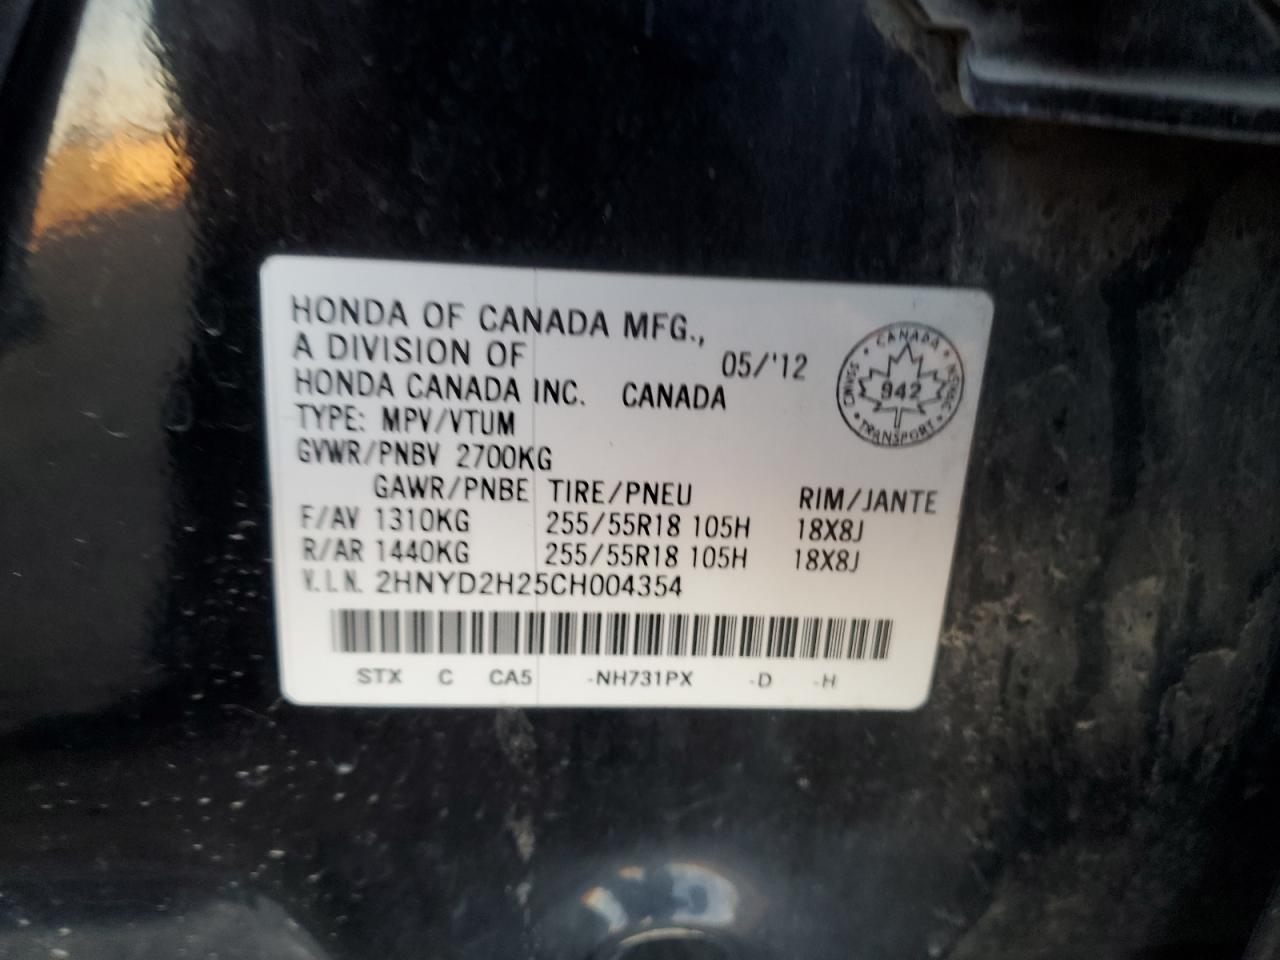 HONDA OF CANADA MFG.,
A DIVISION OF
05/'12
HONDA CANADA INC. CANADA
TYPE: MPV/VTUM
GVWR/PNBV 2700KG
GAWR/PNBE TIRE/PNEU RIM/JANTE
F/AV 1310KG 255/55R18 105H 18X8J
R/AR 1440KG 255/55R18 105H 18X8J
V.I.N. 2HNYD2H25CH004354
STX C CA5 -NH731PX -D -H
CANADA
942
TRANSPORT